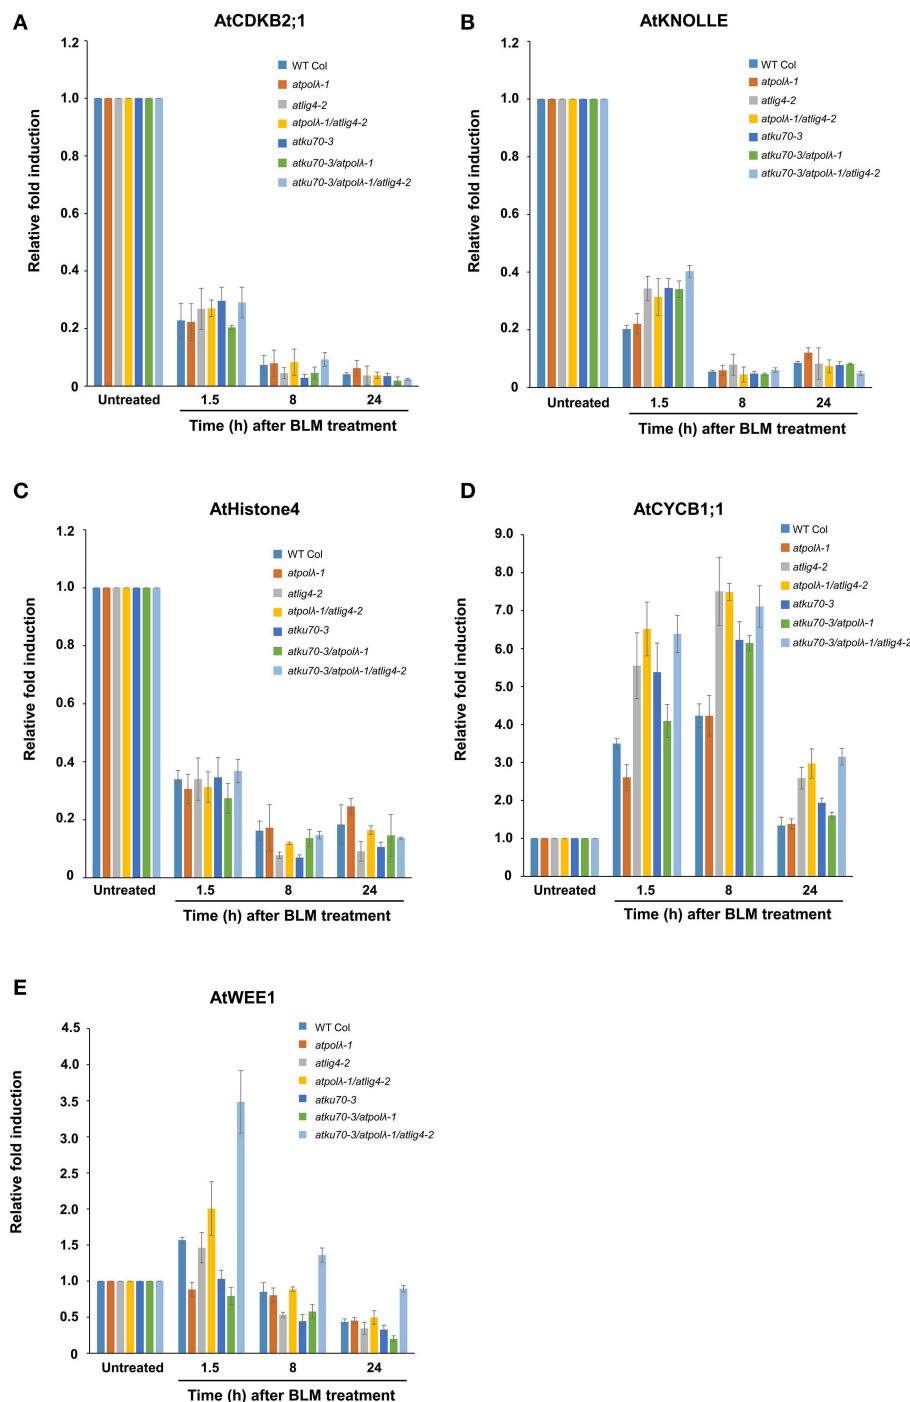 A
AtCDKB2;1
Relative fold induction
1.2
1.0
0.8
0.6
0.4
0.2
0
WT Col
atpolλ-1
atlig4-2
atpolλ-1/atlig4-2
atku70-3
atku70-3/atpolλ-1
atku70-3/atpolλ-1/atlig4-2
Untreated 1.5 8 24
Time (h) after BLM treatment
B
AtKNOLLE
Relative fold induction
1.2
1.0
0.8
0.6
0.4
0.2
0
WT Col
atpolλ-1
atlig4-2
atpolλ-1/atlig4-2
atku70-3
atku70-3/atpolλ-1
atku70-3/atpolλ-1/atlig4-2
Untreated 1.5 8 24
Time (h) after BLM treatment
C
AtHistone4
Relative fold induction
1.2
1.0
0.8
0.6
0.4
0.2
0
WT Col
atpolλ-1
atlig4-2
atpolλ-1/atlig4-2
atku70-3
atku70-3/atpolλ-1
atku70-3/atpolλ-1/atlig4-2
Untreated 1.5 8 24
Time (h) after BLM treatment
D
AtCYCB1;1
Relative fold induction
9.0
8.0
7.0
6.0
5.0
4.0
3.0
2.0
1.0
0
WT Col
atpolλ-1
atlig4-2
atpolλ-1/atlig4-2
atku70-3
atku70-3/atpolλ-1
atku70-3/atpolλ-1/atlig4-2
Untreated 1.5 8 24
Time (h) after BLM treatment
E
AtWEE1
Relative fold induction
4.5
4.0
3.5
3.0
2.5
2.0
1.5
1.0
0.5
0
WT Col
atpolλ-1
atlig4-2
atpolλ-1/atlig4-2
atku70-3
atku70-3/atpolλ-1
atku70-3/atpolλ-1/atlig4-2
Untreated 1.5 8 24
Time (h) after BLM treatment